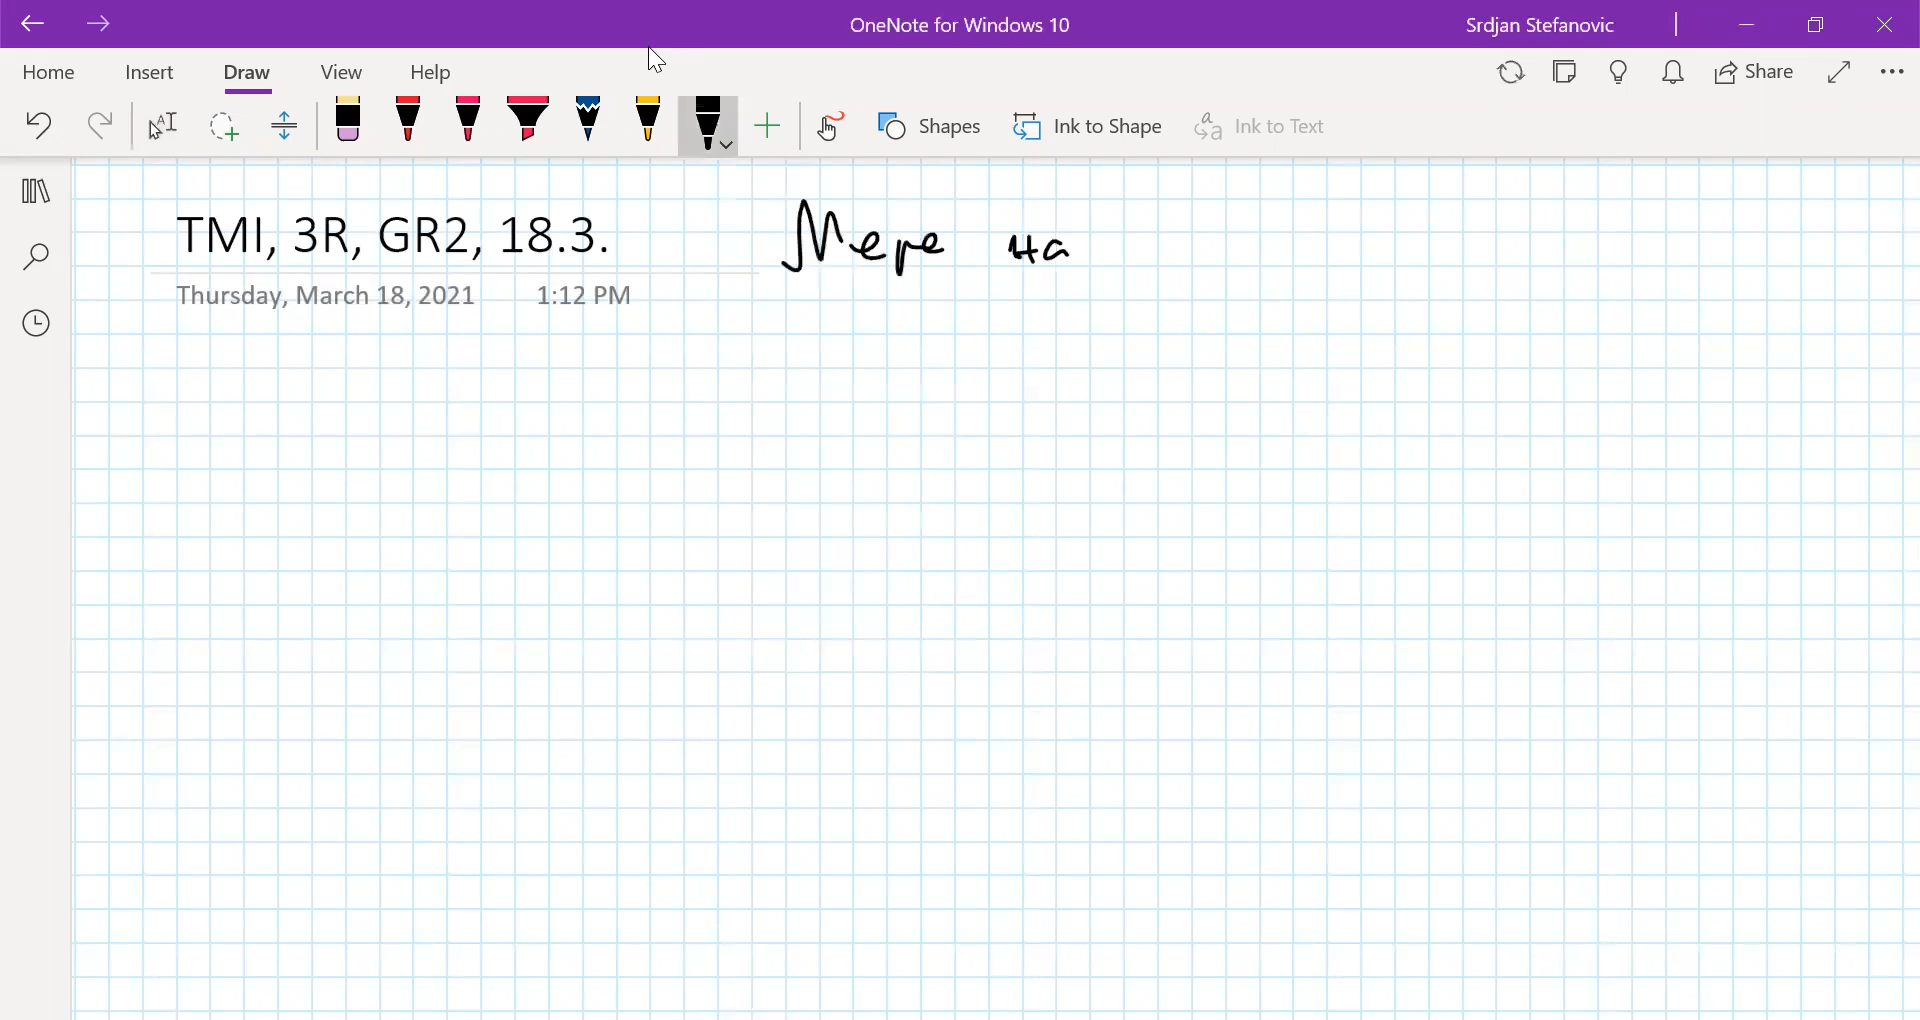 OneNote for Windows 10
Srdjan Stefanovic
Home Insert Draw View Help
Share
Shapes Ink to Shape Ink to Text
TMI, 3R, GR2, 18.3.
Мере на
Thursday, March 18, 2021 1:12 PM